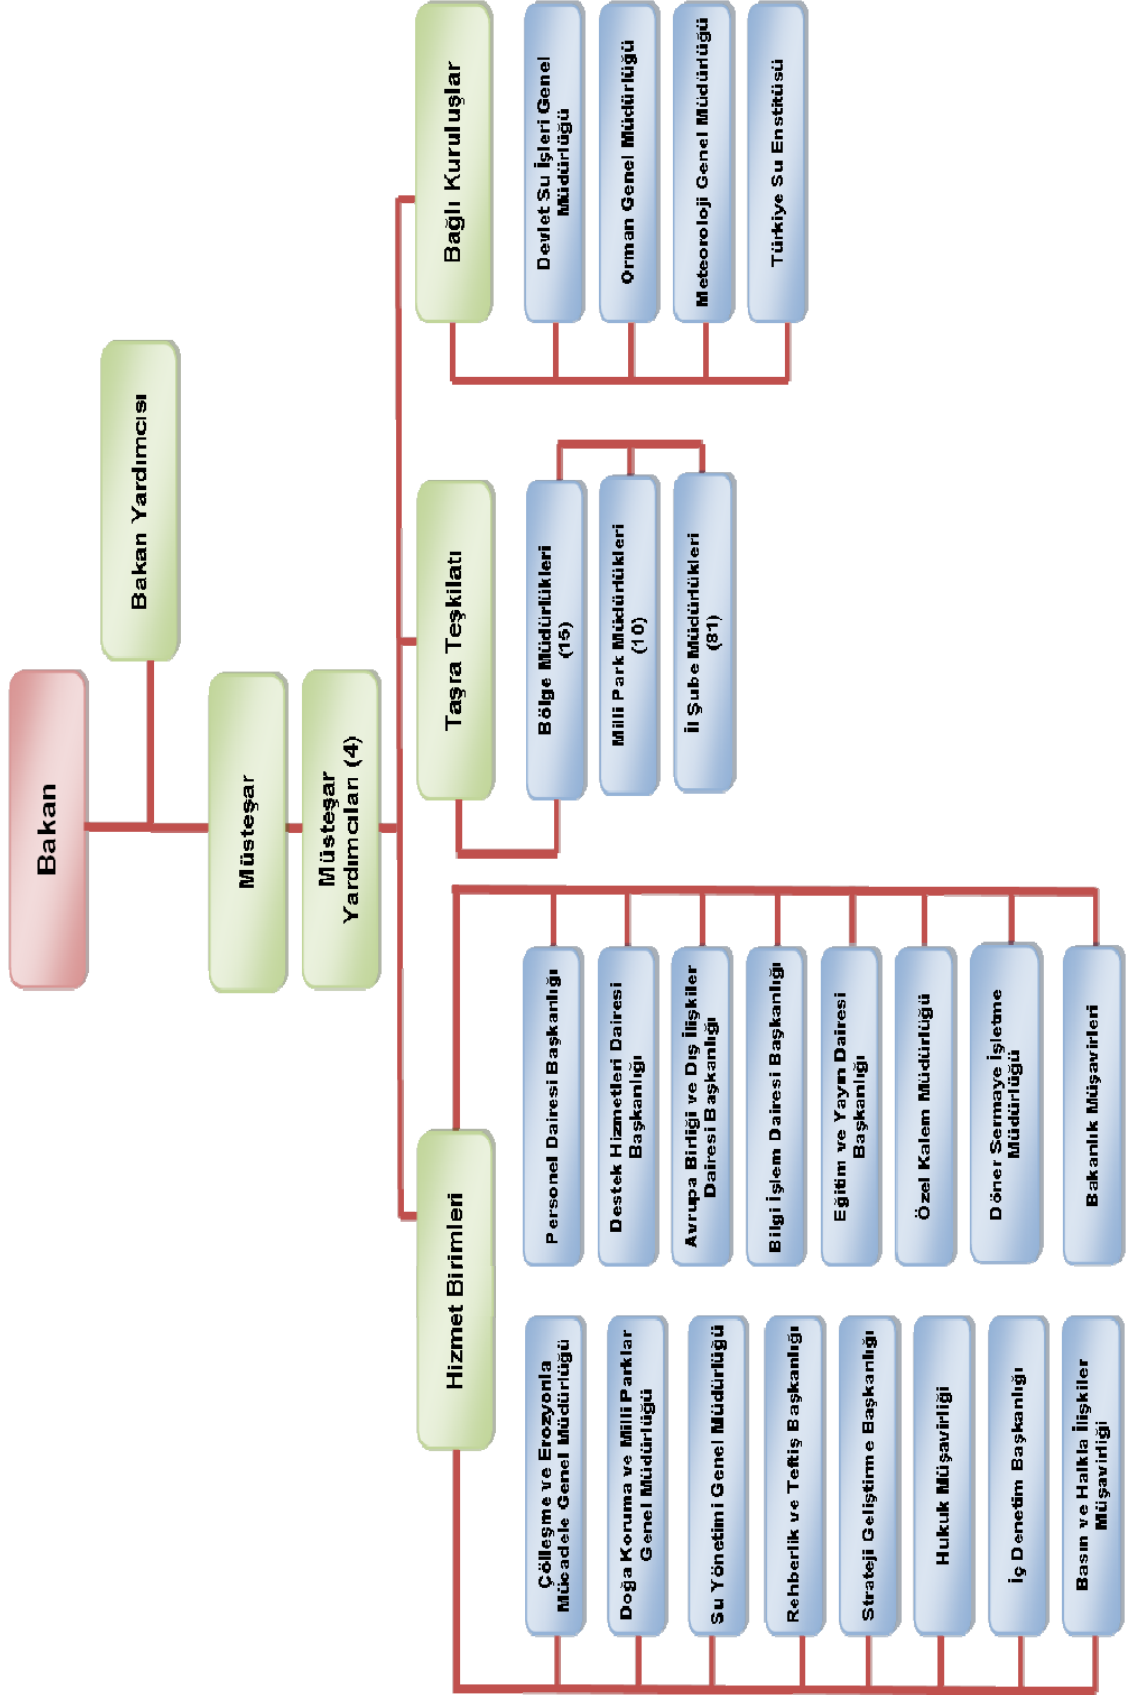 Bakan
Bakan Yardımcısı
Müsteşar
Müsteşar
Yardımcıları (4)
Hizmet Birimleri
Çölleşme ve Erozyonla
Mücadele Genel Müdürlüğü
Doğa Koruma ve Milli Parklar
Genel Müdürlüğü
Su Yönetimi Genel Müdürlüğü
Rehberlik ve Teftiş Başkanlığı
Strateji Geliştirme Başkanlığı
Hukuk Müşavirliği
İç Denetim Başkanlığı
Basın ve Halkla İlişkiler
Müşavirliği
Personel Dairesi Başkanlığı
Destek Hizmetleri Dairesi
Başkanlığı
Avrupa Birliği ve Dış İlişkiler
Dairesi Başkanlığı
Bilgi İşlem Dairesi Başkanlığı
Eğitim ve Yayın Dairesi
Başkanlığı
Özel Kalem Müdürlüğü
Döner Sermaye İşletme
Müdürlüğü
Bakanlık Müşavirleri
Taşra Teşkilatı
Bölge Müdürlükleri
(15)
Milli Park Müdürlükleri
(10)
İl Şube Müdürlükleri
(81)
Bağlı Kuruluşlar
Devlet Su İşleri Genel
Müdürlüğü
Orman Genel Müdürlüğü
Meteoroloji Genel Müdürlüğü
Türkiye Su Enstitüsü